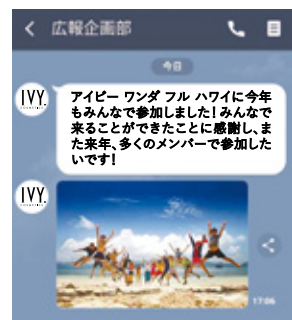 広報企画部
今日
IVY.
アイビー ワンダ フル ハワイに今年
もみんなで参加しました！みんなで
来ることができたことに感謝し、ま
た来年、多くのメンバーで参加した
いです！
IVY.
17:06